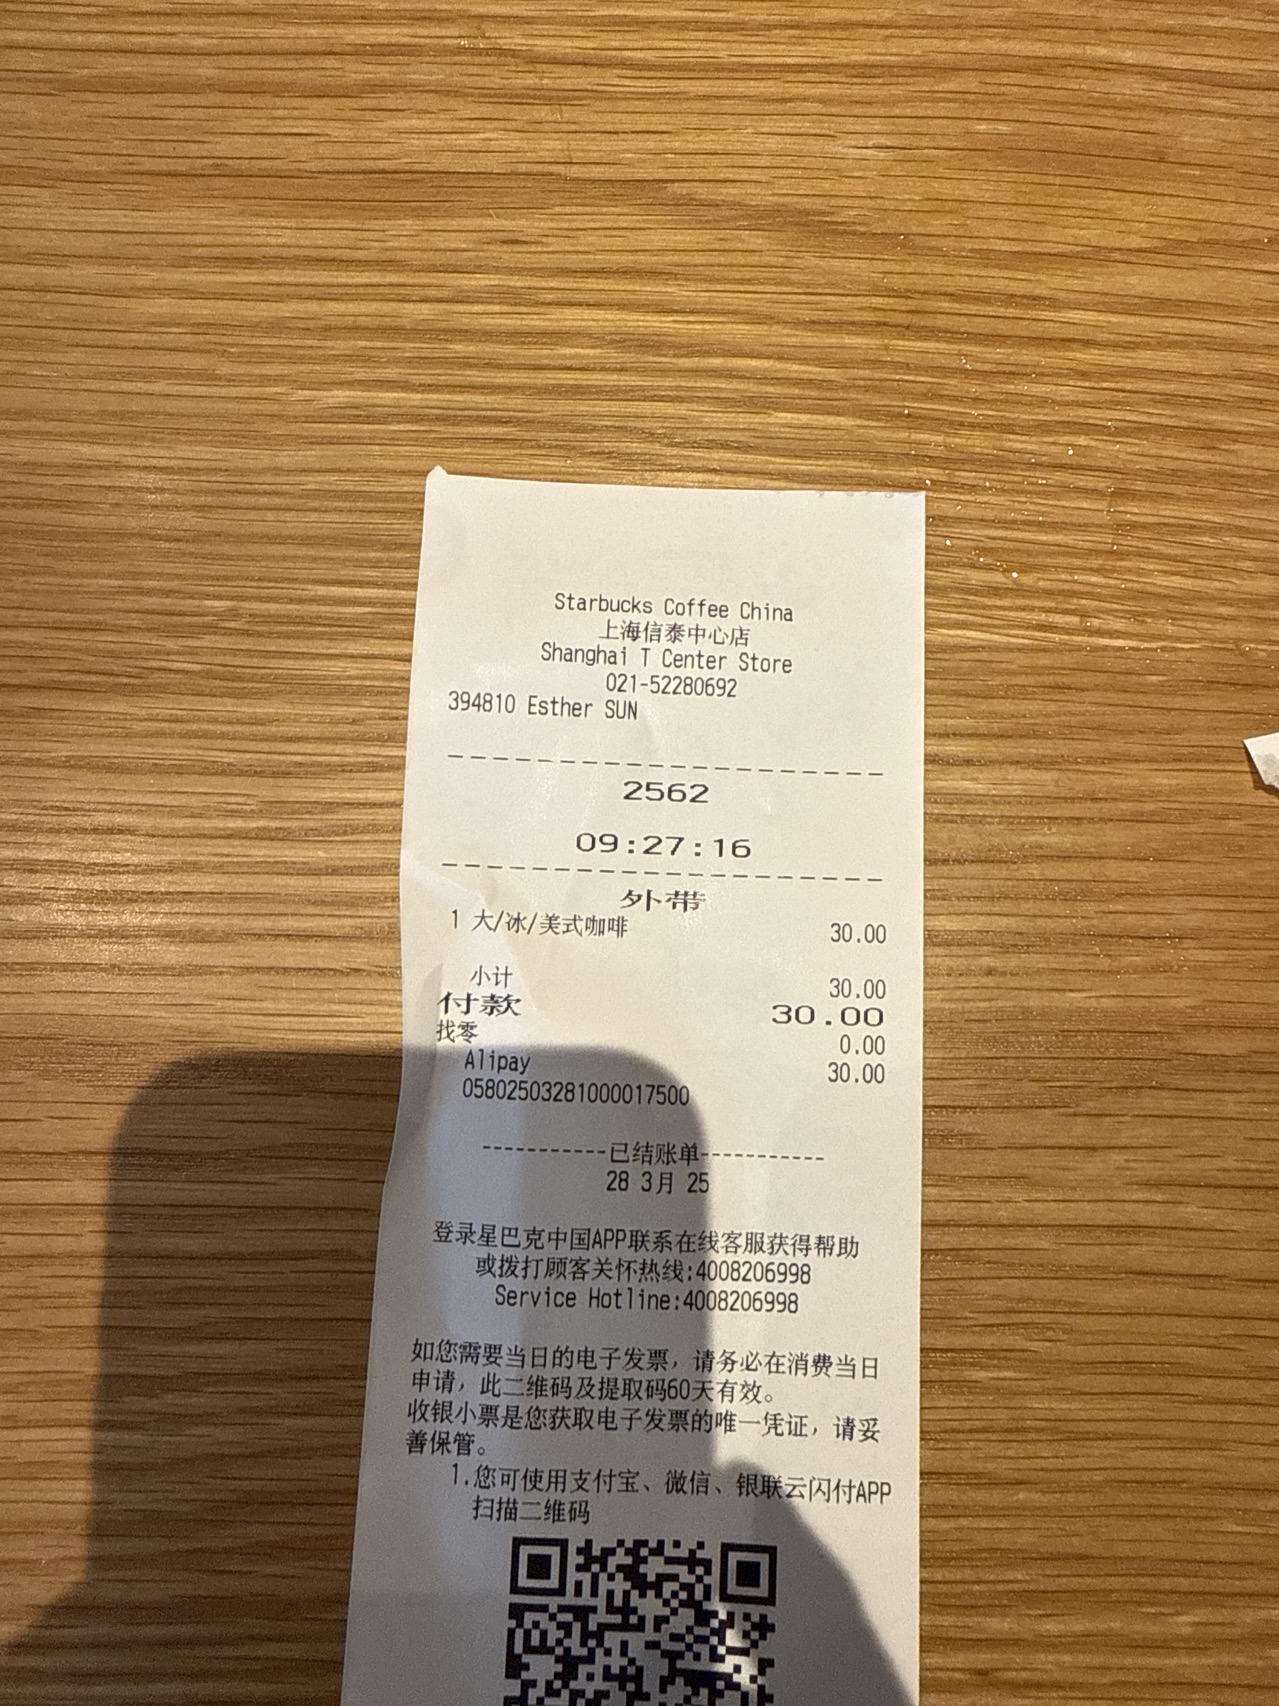 Starbucks Coffee China
上海信泰中心店
Shanghai T Center Store
021-52280692
394810 Esther SUN
2562
09:27:16
外带
1 大/冰/美式咖啡 30.00
小计 30.00
付款 30.00
找零 0.00
Alipay 30.00
05802503281000017500
-----------已结账单-----------
28 3月 25
登录星巴克中国APP联系在线客服获得帮助
或拨打顾客关怀热线:4008206998
Service Hotline:4008206998
如您需要当日的电子发票，请务必在消费当日
申请，此二维码及提取码60天有效。
收银小票是您获取电子发票的唯一凭证，请妥
善保管。
1.您可使用支付宝、微信、银联云闪付APP
扫描二维码